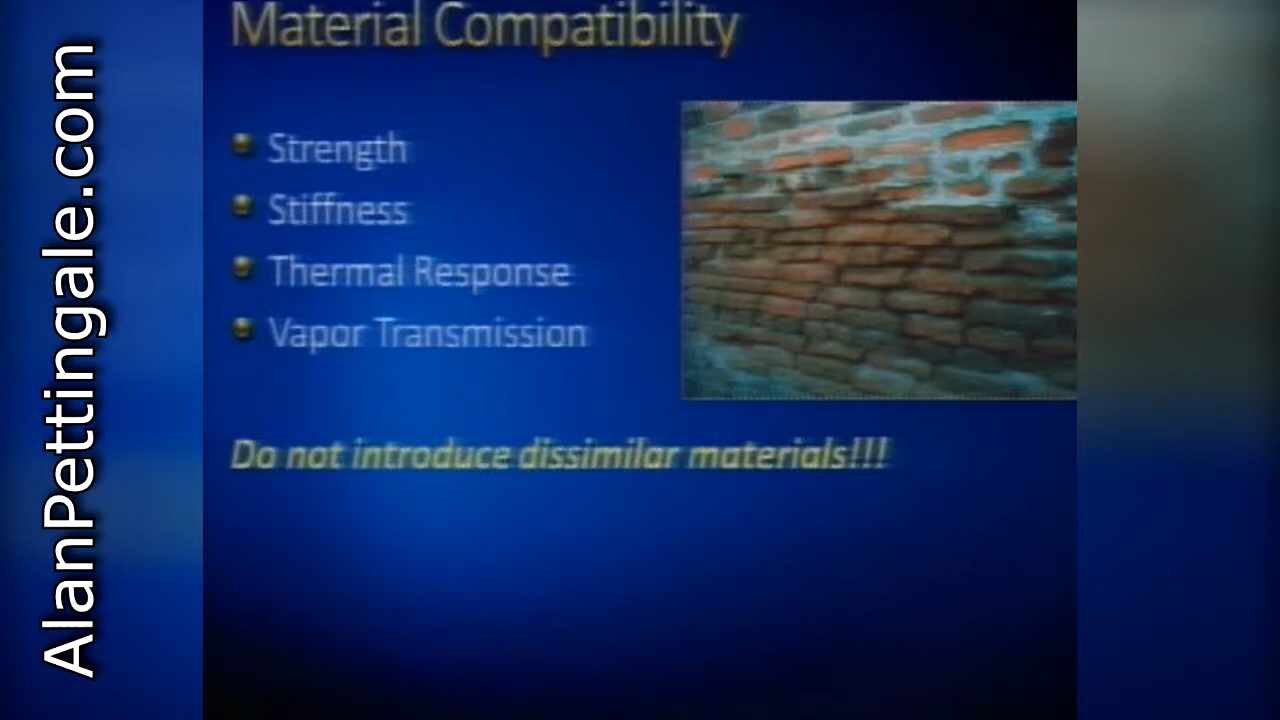 Material Compatibility
Strength
Stiffness
Thermal Response
Vapor Transmission
Do not introduce dissimilar materials!!!
AlanPettingale.com